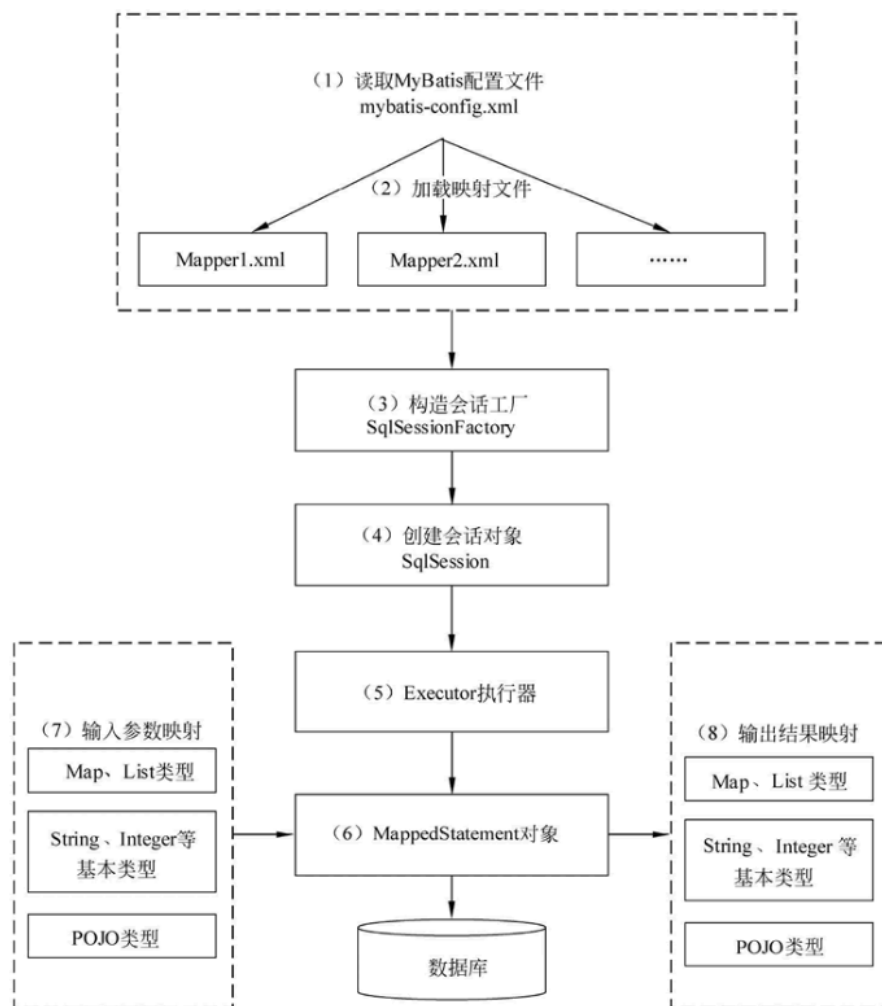 （1）读取MyBatis配置文件
mybatis-config.xml
（2）加载映射文件
Mapper1.xml
Mapper2.xml
……
（3）构造会话工厂
SqlSessionFactory
（4）创建会话对象
SqlSession
（5）Executor执行器
（7）输入参数映射
Map、List类型
String、Integer等
基本类型
POJO类型
（6）MappedStatement对象
（8）输出结果映射
Map、List 类型
String、Integer 等
基本类型
POJO类型
数据库